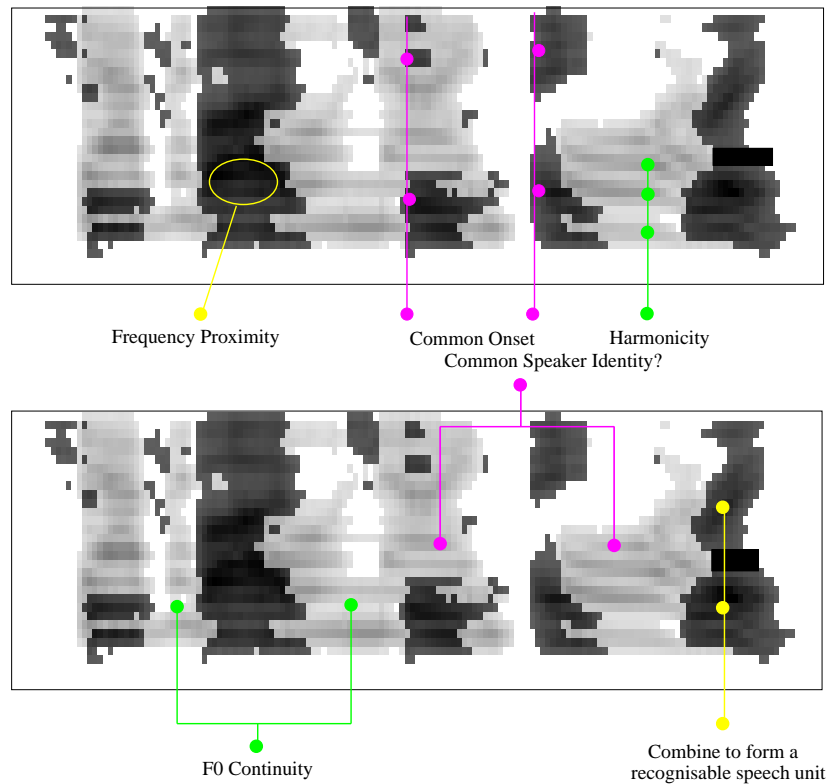 Frequency Proximity
Common Onset
Harmonicity
Common Speaker Identity?
F0 Continuity
Combine to form a
recognisable speech unit